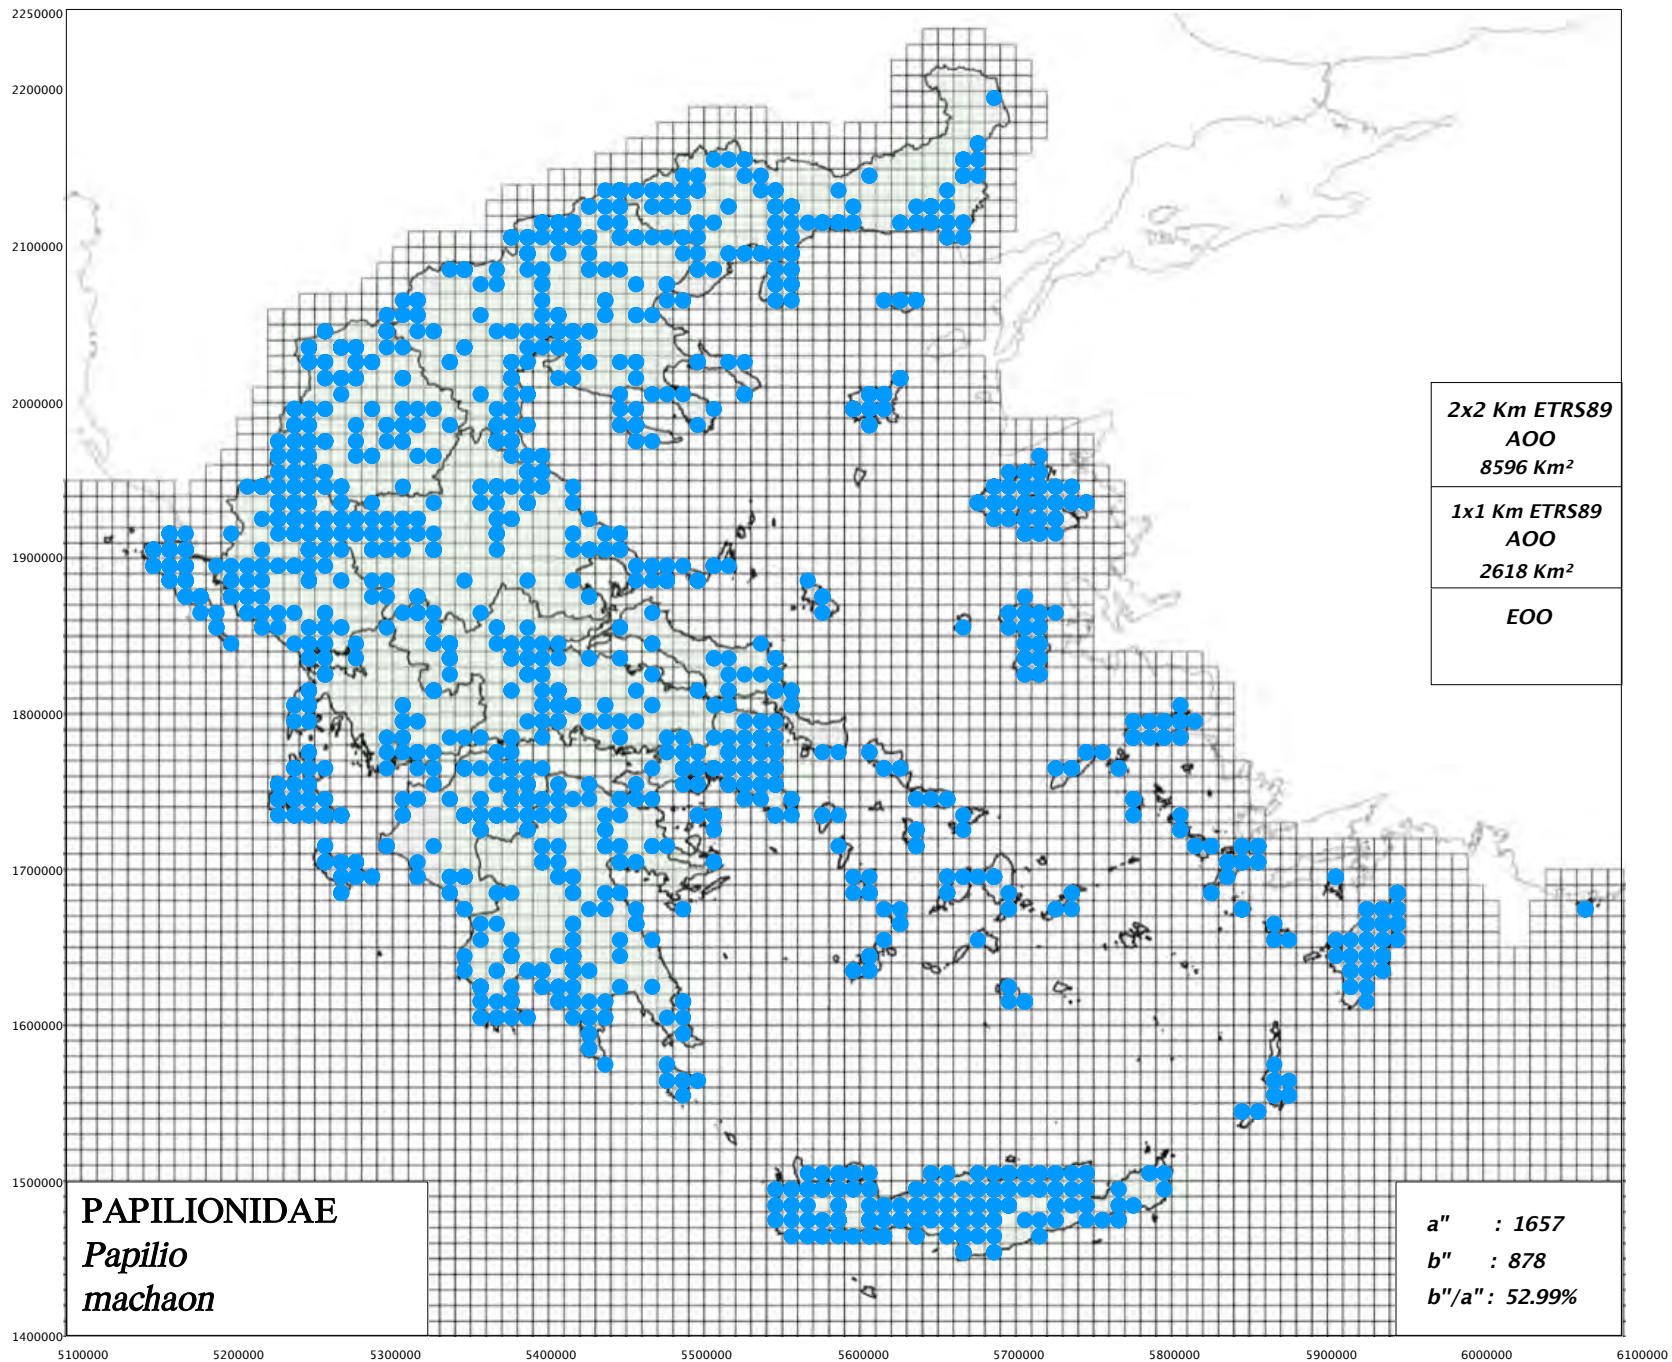 2250000
2200000
2100000
2000000
1900000
1800000
1700000
1600000
1500000
1400000
2x2 Km ETRS89
AOO
8596 Km²
1x1 Km ETRS89
AOO
2618 Km²
EOO
PAPILIONIDAE
Papilio
machaon
a" : 1657
b" : 878
b"/a" : 52.99%
5100000 5200000 5300000 5400000 5500000 5600000 5700000 5800000 5900000 6000000 6100000